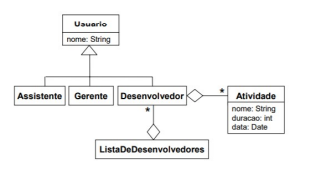 Usuario
nome: String
Assistente
Gerente
Desenvolvedor
*
Atividade
nome: String
duracao: int
data: Date
*
ListaDeDesenvolvedores